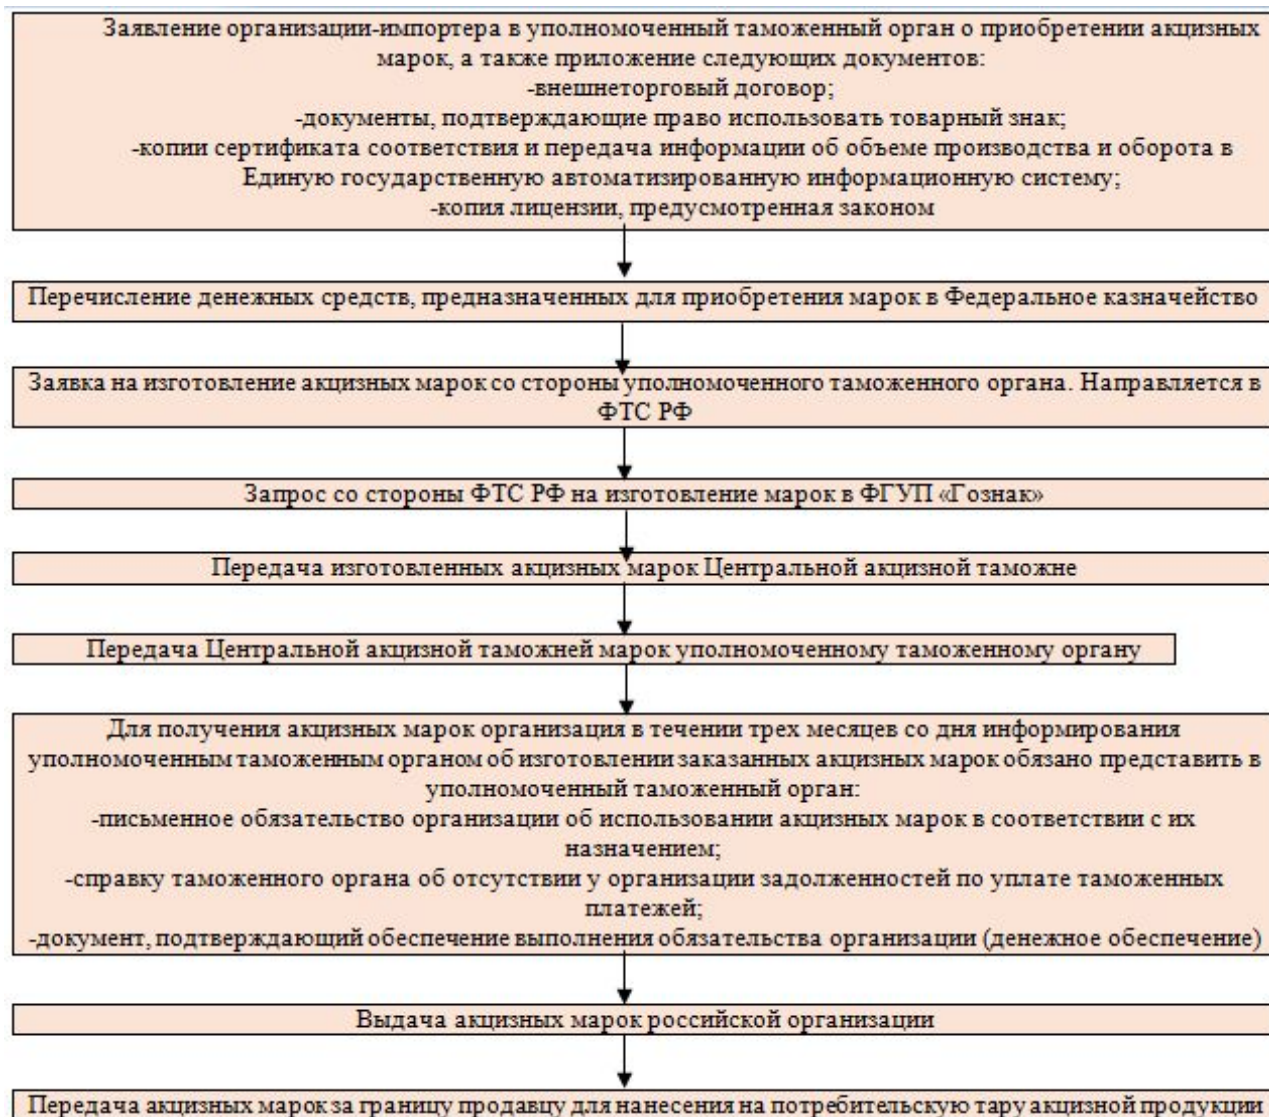 Заявление организации-импортера в уполномоченный таможенный орган о приобретении акцизных
марок, а также приложение следующих документов:
-внешнеторговый договор;
-документы, подтверждающие право использовать товарный знак;
-копии сертификата соответствия и передача информации об объеме производства и оборота в
Единую государственную автоматизированную информационную систему;
-копия лицензии, предусмотренная законом
Перечисление денежных средств, предназначенных для приобретения марок в Федеральное казначейство
Заявка на изготовление акцизных марок со стороны уполномоченного таможенного органа. Направляется в
ФТС РФ
Запрос со стороны ФТС РФ на изготовление марок в ФГУП «Гознак»
Передача изготовленных акцизных марок Центральной акцизной таможне
Передача Центральной акцизной таможней марок уполномоченному таможенному органу
Для получения акцизных марок организация в течении трех месяцев со дня информирования
уполномоченным таможенным органом об изготовлении заказанных акцизных марок обязано представить в
уполномоченный таможенный орган:
-письменное обязательство организации об использовании акцизных марок в соответствии с их
назначением;
-справку таможенного органа об отсутствии у организации задолженностей по уплате таможенных
платежей;
-документ, подтверждающий обеспечение выполнения обязательства организации (денежное обеспечение)
Выдача акцизных марок российской организации
Передача акцизных марок за границу продавцу для нанесения на потребительскую тару акцизной продукции